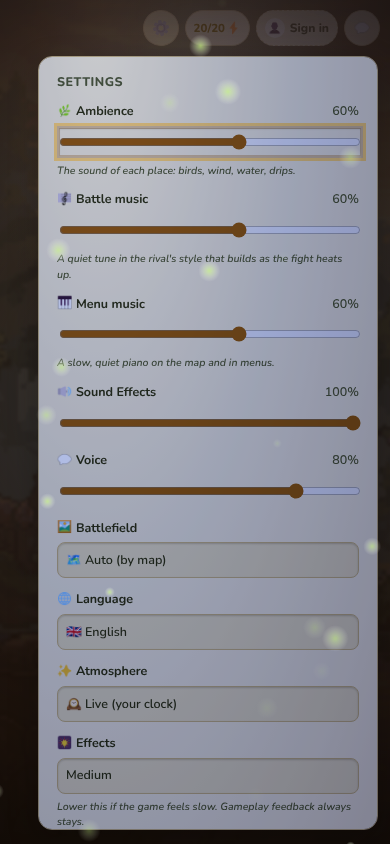 20/20
Sign in
SETTINGS
Ambience 60%
The sound of each place: birds, wind, water, drips.
Battle music 60%
A quiet tune in the rival's style that builds as the fight heats
up.
Menu music 60%
A slow, quiet piano on the map and in menus.
Sound Effects 100%
Voice 80%
Battlefield
Auto (by map)
Language
English
Atmosphere
Live (your clock)
Effects
Medium
Lower this if the game feels slow. Gameplay feedback always
stays.